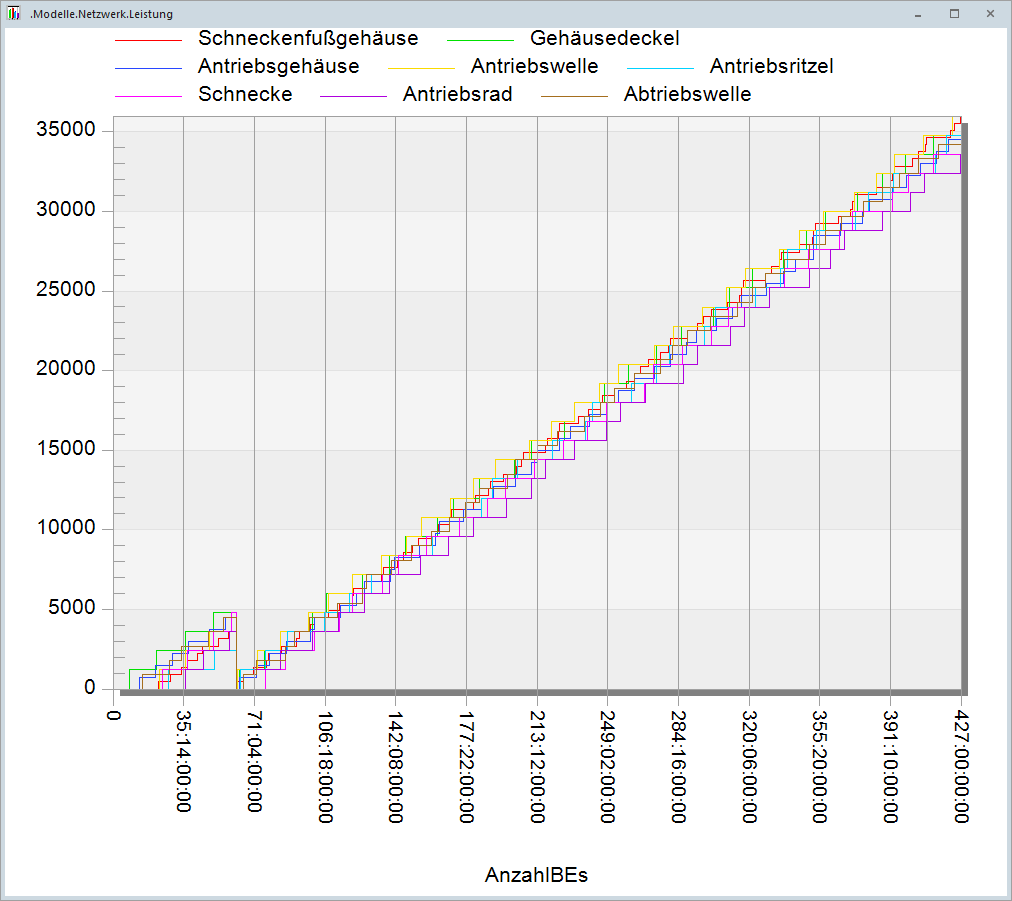 .Modelle.Netzwerk.Leistung
Schneckenfußgehäuse Gehäusedeckel
Antriebsgehäuse Antriebswelle Antriebsritzel
Schnecke Antriebsrad Abtriebswelle
35000
30000
25000
20000
15000
10000
5000
0
0 35:14:00:00 71:04:00:00 106:18:00:00 142:08:00:00 177:22:00:00 213:12:00:00 249:02:00:00 284:16:00:00 320:06:00:00 355:20:00:00 391:10:00:00 427:00:00:00
AnzahlBEs